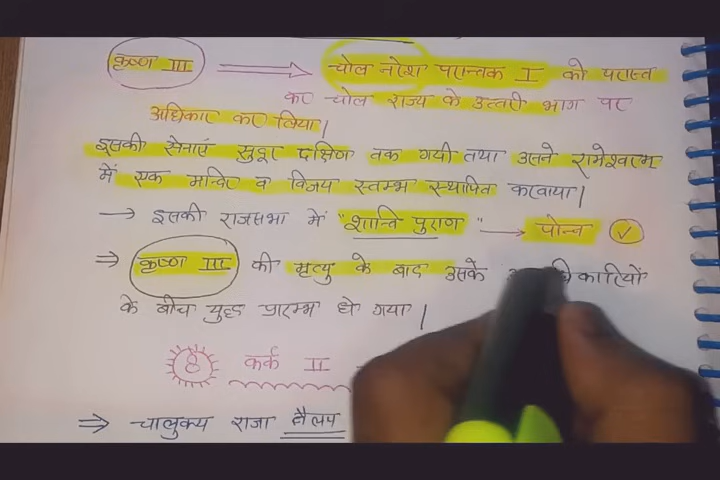 कृष्ण III ⟹ चोल नरेश परान्तक I को परास्त
कर चोल राज्य के उत्तरी भाग पर
अधिकार कर लिया|
इसकी सेनाएं सुदूर दक्षिण तक गयी तथा उसने रामेश्वरम
में एक मन्दिर व विजय स्तम्भ स्थापित करवाया|
→ इसकी राजसभा में "शान्ति पुराण" → पोन्न ✓
⇒ कृष्ण III की मृत्यु के बाद उसके
के बीच युद्ध प्रारम्भ हो गया|
8 कर्क II
⇒ चालुक्य राजा तैलप